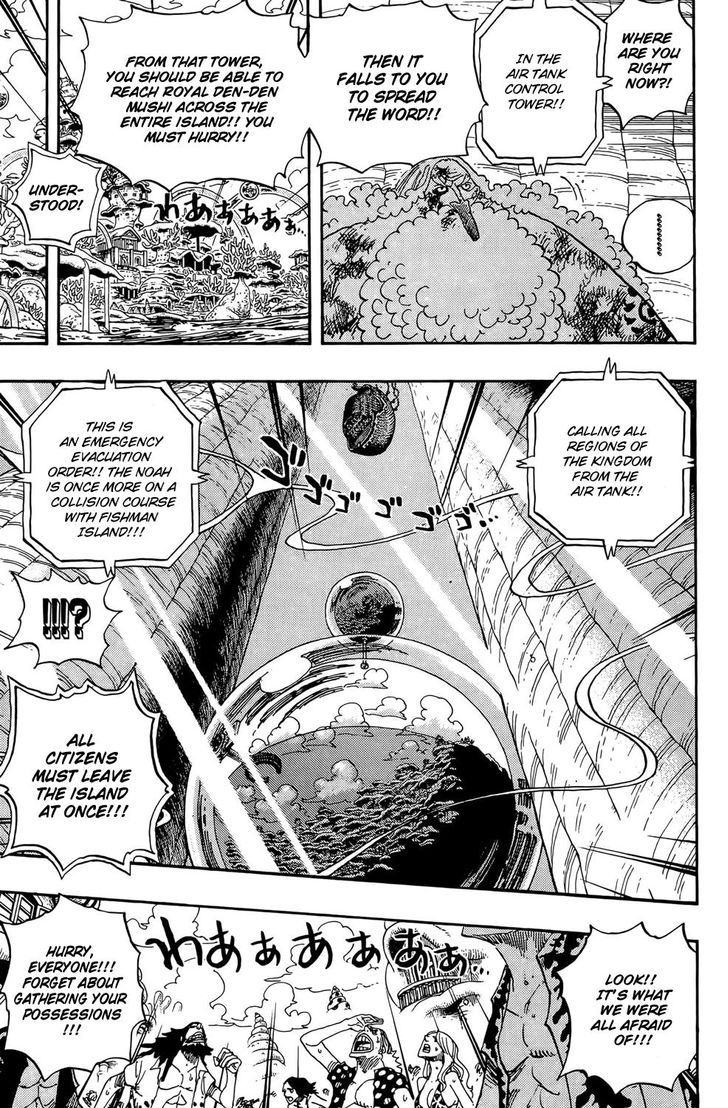 WHERE
ARE YOU
RIGHT
NOW?!
IN THE
AIR TANK
CONTROL
TOWER!!
THEN IT
FALLS TO YOU
TO SPREAD
THE WORD!!
..........
FROM THAT TOWER,
YOU SHOULD BE ABLE TO
REACH ROYAL DEN-DEN
MUSHI ACROSS THE
ENTIRE ISLAND!! YOU
MUST HURRY!!
わあぁぁぁぁ...
UNDER-
STOOD!
CALLING ALL
REGIONS OF
THE KINGDOM
FROM THE
AIR TANK!!
ゴゴゴゴゴゴ...
THIS IS
AN EMERGENCY
EVACUATION
ORDER!! THE NOAH
IS ONCE MORE ON A
COLLISION COURSE
WITH FISHMAN
ISLAND!!!
!!!?
ALL
CITIZENS
MUST LEAVE
THE ISLAND
AT ONCE!!!
LOOK!!
IT'S WHAT
WE WERE
ALL AFRAID
OF!!!
わあぁぁぁぁぁ...
HURRY,
EVERYONE!!!
FORGET ABOUT
GATHERING YOUR
POSSESSIONS
!!!